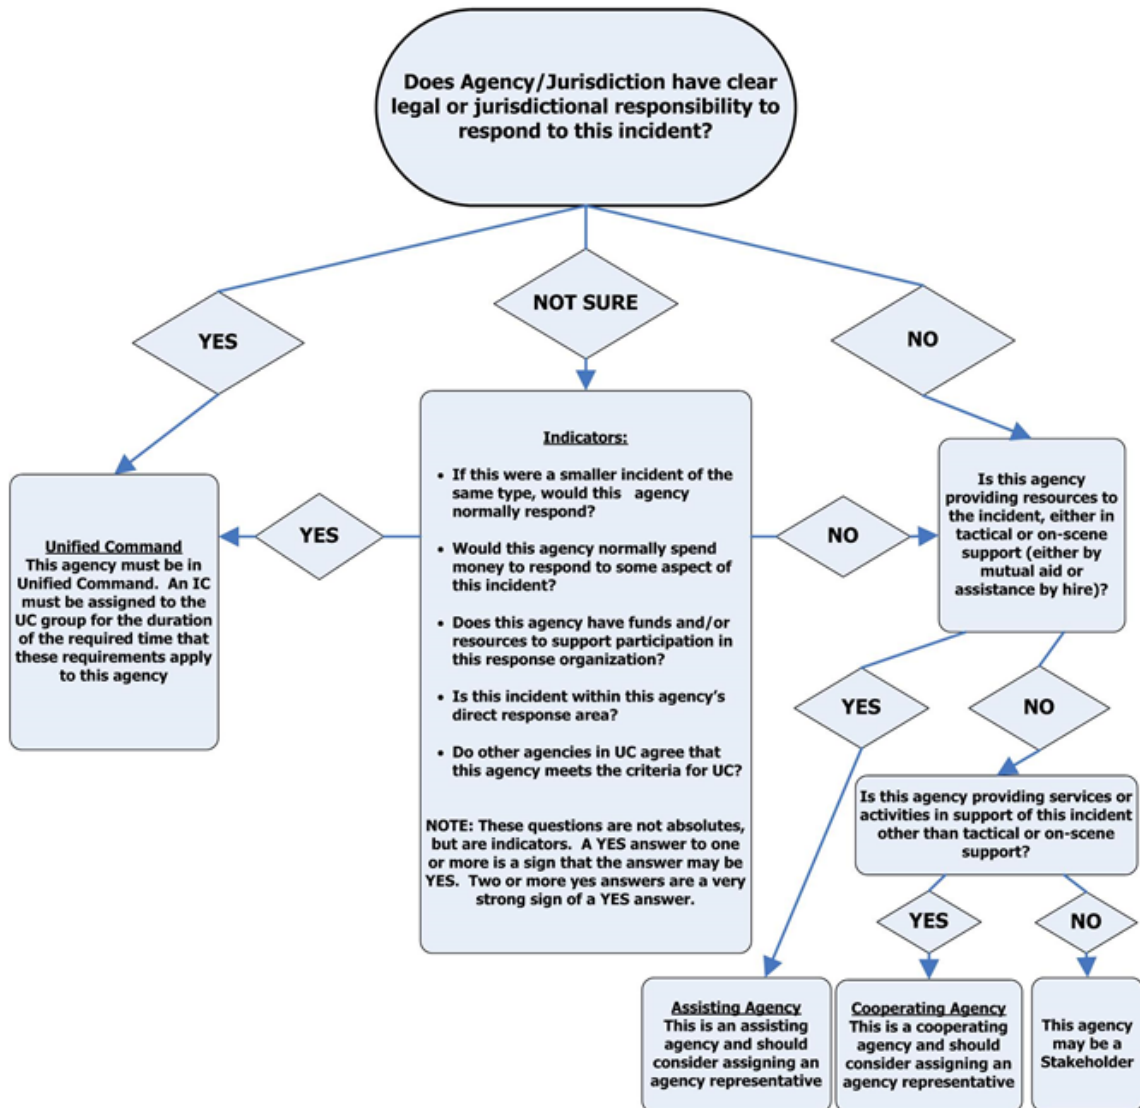 Does Agency/Jurisdiction have clear
legal or jurisdictional responsibility to
respond to this incident?
YES
NOT SURE
NO
Unified Command
This agency must be in
Unified Command. An IC
must be assigned to the
UC group for the duration
of the required time that
these requirements apply
to this agency
YES
Indicators:
• If this were a smaller incident of the
same type, would this agency
normally respond?
• Would this agency normally spend
money to respond to some aspect of
this incident?
• Does this agency have funds and/or
resources to support participation in
this response organization?
• Is this incident within this agency's
direct response area?
• Do other agencies in UC agree that
this agency meets the criteria for UC?
NOTE: These questions are not absolutes,
but are indicators. A YES answer to one
or more is a sign that the answer may be
YES. Two or more yes answers are a very
strong sign of a YES answer.
NO
Is this agency
providing resources to
the incident, either in
tactical or on-scene
support (either by
mutual aid or
assistance by hire)?
YES
NO
Is this agency providing services or
activities in support of this incident
other than tactical or on-scene
support?
YES
NO
Assisting Agency
This is an assisting
agency and should
consider assigning an
agency representative
Cooperating Agency
This is a cooperating
agency and should
consider assigning an
agency representative
This agency
may be a
Stakeholder